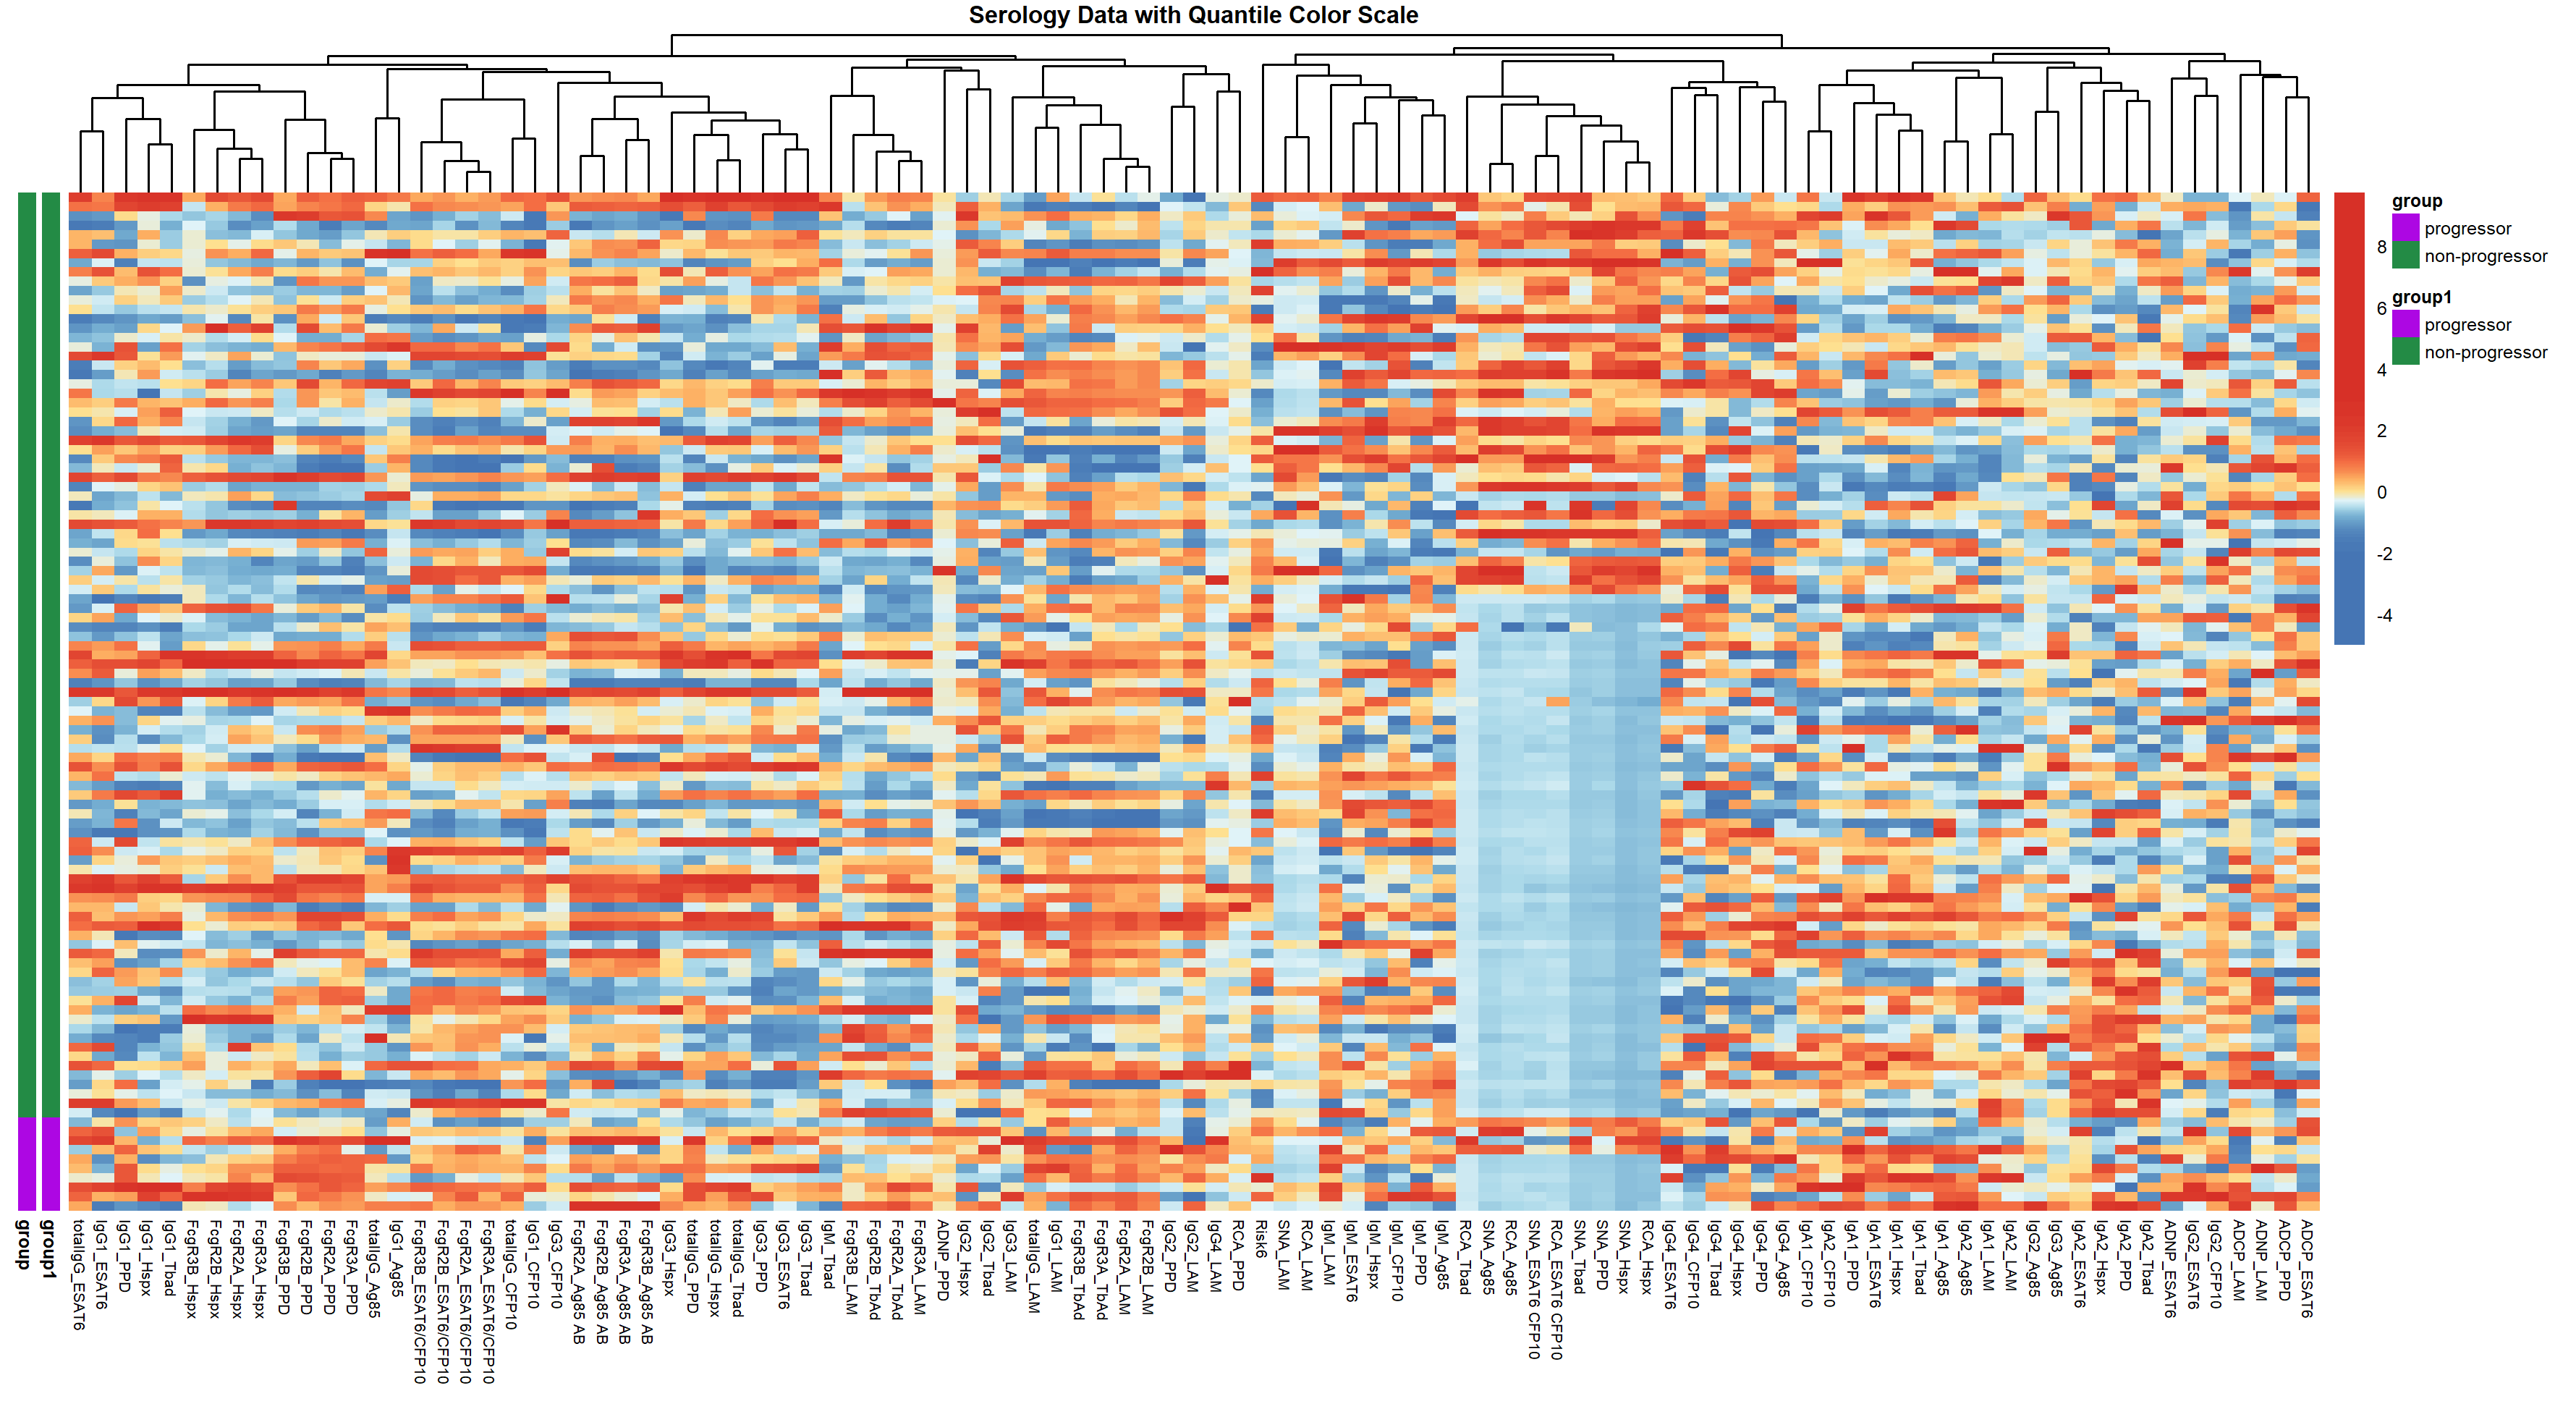 Serology Data with Quantile Color Scale
group
progressor
non-progressor
group1
progressor
non-progressor
8
6
4
2
0
-2
-4
group
group1
totalIgG_ESAT6
IgG1_ESAT6
IgG1_PPD
IgG1_Hspx
IgG1_Tbad
FcgR3B_Hspx
FcgR2B_Hspx
FcgR2A_Hspx
FcgR3A_Hspx
FcgR3B_PPD
FcgR2B_PPD
FcgR2A_PPD
FcgR3A_PPD
totalIgG_Ag85
IgG1_Ag85
FcgR3B_ESAT6/CFP10
FcgR2B_ESAT6/CFP10
FcgR2A_ESAT6/CFP10
FcgR3A_ESAT6/CFP10
totalIgG_CFP10
IgG1_CFP10
IgG3_CFP10
FcgR2A_Ag85 AB
FcgR2B_Ag85 AB
FcgR3A_Ag85 AB
FcgR3B_Ag85 AB
IgG3_Hspx
totalIgG_PPD
totalIgG_Hspx
totalIgG_Tbad
IgG3_PPD
IgG3_ESAT6
IgG3_Tbad
IgM_Tbad
FcgR3B_LAM
FcgR2B_TbAd
FcgR2A_TbAd
FcgR3A_LAM
ADNP_PPD
IgG2_Hspx
IgG2_Tbad
IgG3_LAM
totalIgG_LAM
IgG1_LAM
FcgR3B_TbAd
FcgR3A_TbAd
FcgR2A_LAM
FcgR2B_LAM
IgG2_PPD
IgG2_LAM
IgG4_LAM
RCA_PPD
Risk6
SNA_LAM
RCA_LAM
IgM_LAM
IgM_ESAT6
IgM_Hspx
IgM_CFP10
IgM_PPD
IgM_Ag85
RCA_Tbad
SNA_Ag85
RCA_Ag85
SNA_ESAT6 CFP10
RCA_ESAT6 CFP10
SNA_Tbad
SNA_PPD
SNA_Hspx
RCA_Hspx
IgG4_ESAT6
IgG4_CFP10
IgG4_Tbad
IgG4_Hspx
IgG4_PPD
IgG4_Ag85
IgA1_CFP10
IgA2_CFP10
IgA1_PPD
IgA1_ESAT6
IgA1_Hspx
IgA1_Tbad
IgA1_Ag85
IgA2_Ag85
IgA1_LAM
IgA2_LAM
IgG2_Ag85
IgG3_Ag85
IgA2_ESAT6
IgA2_Hspx
IgA2_PPD
IgA2_Tbad
ADNP_ESAT6
IgG2_ESAT6
IgG2_CFP10
ADCP_LAM
ADNP_LAM
ADCP_PPD
ADCP_ESAT6